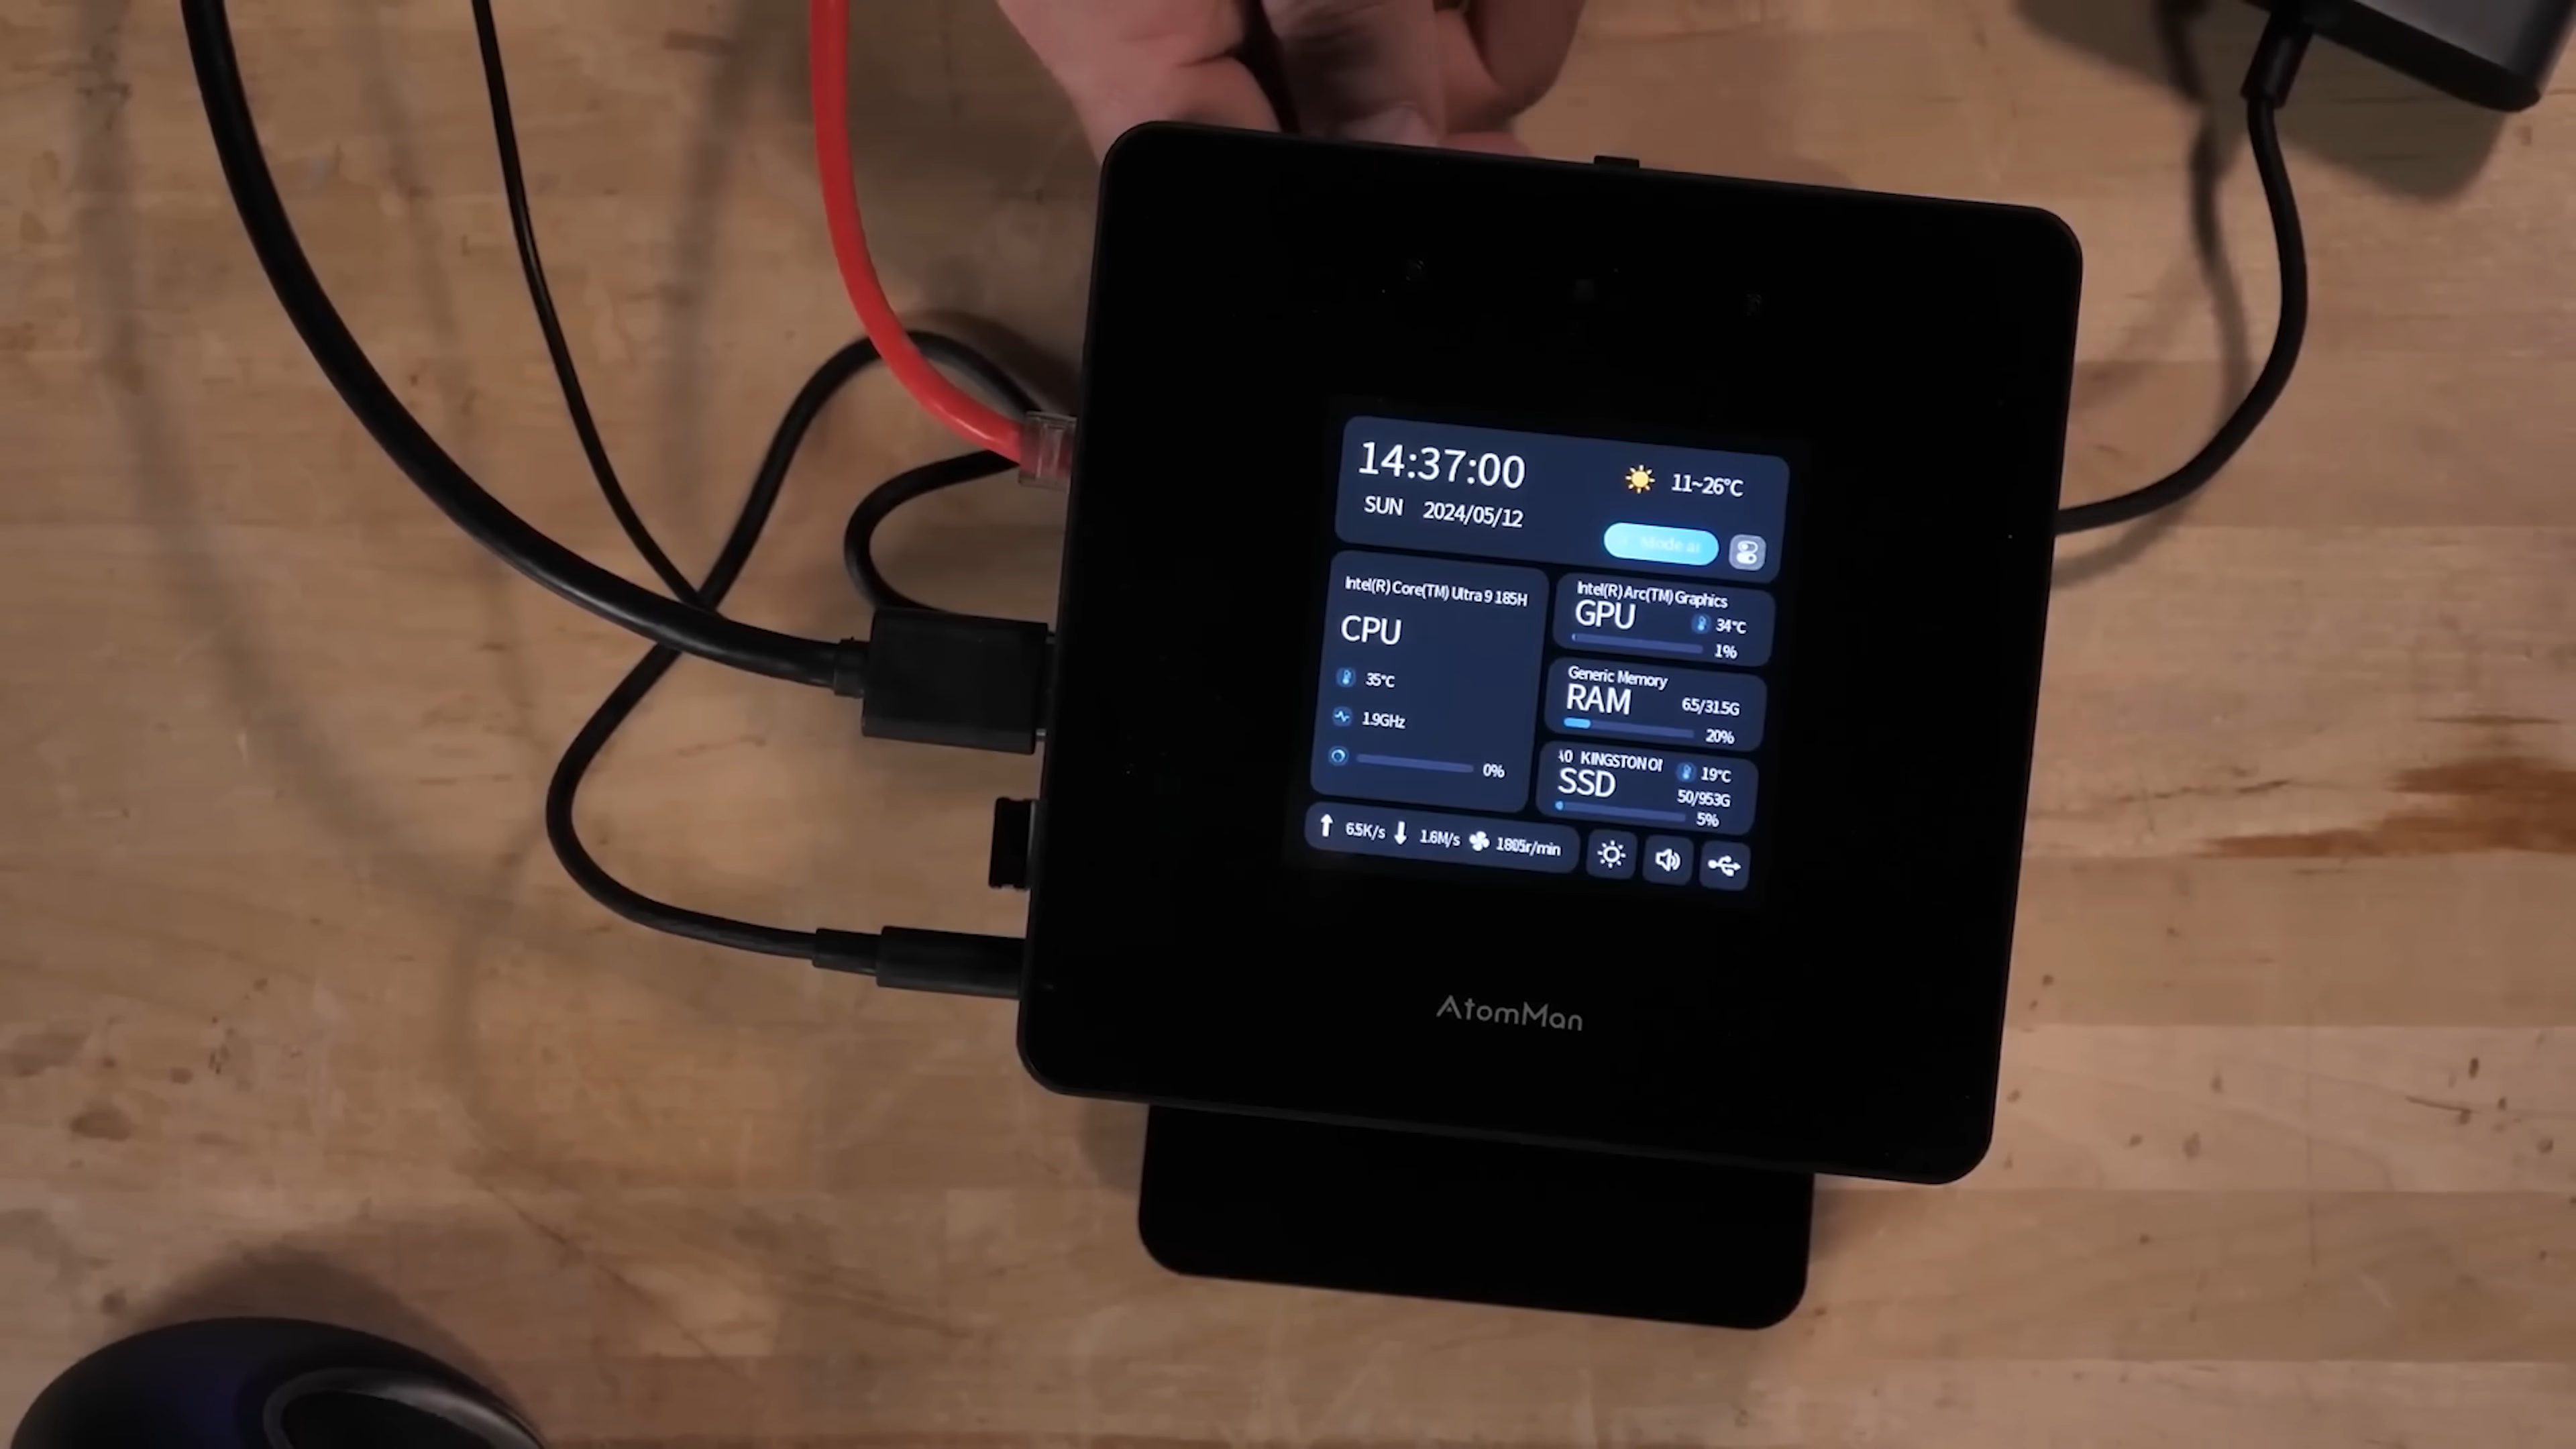 14:37:00
11~26℃
SUN 2024/05/12
Mode
Intel(R) Core(TM) Ultra 9 185H
CPU
35℃
1.9GHz
0%
Intel(R) Arc(TM) Graphics
GPU
34℃
1%
Generic Memory
RAM
6.5/31.5G
20%
KINGSTON
SSD
19℃
50/953G
5%
6.5K/s 1.6M/s 1805r/min
AtomMan